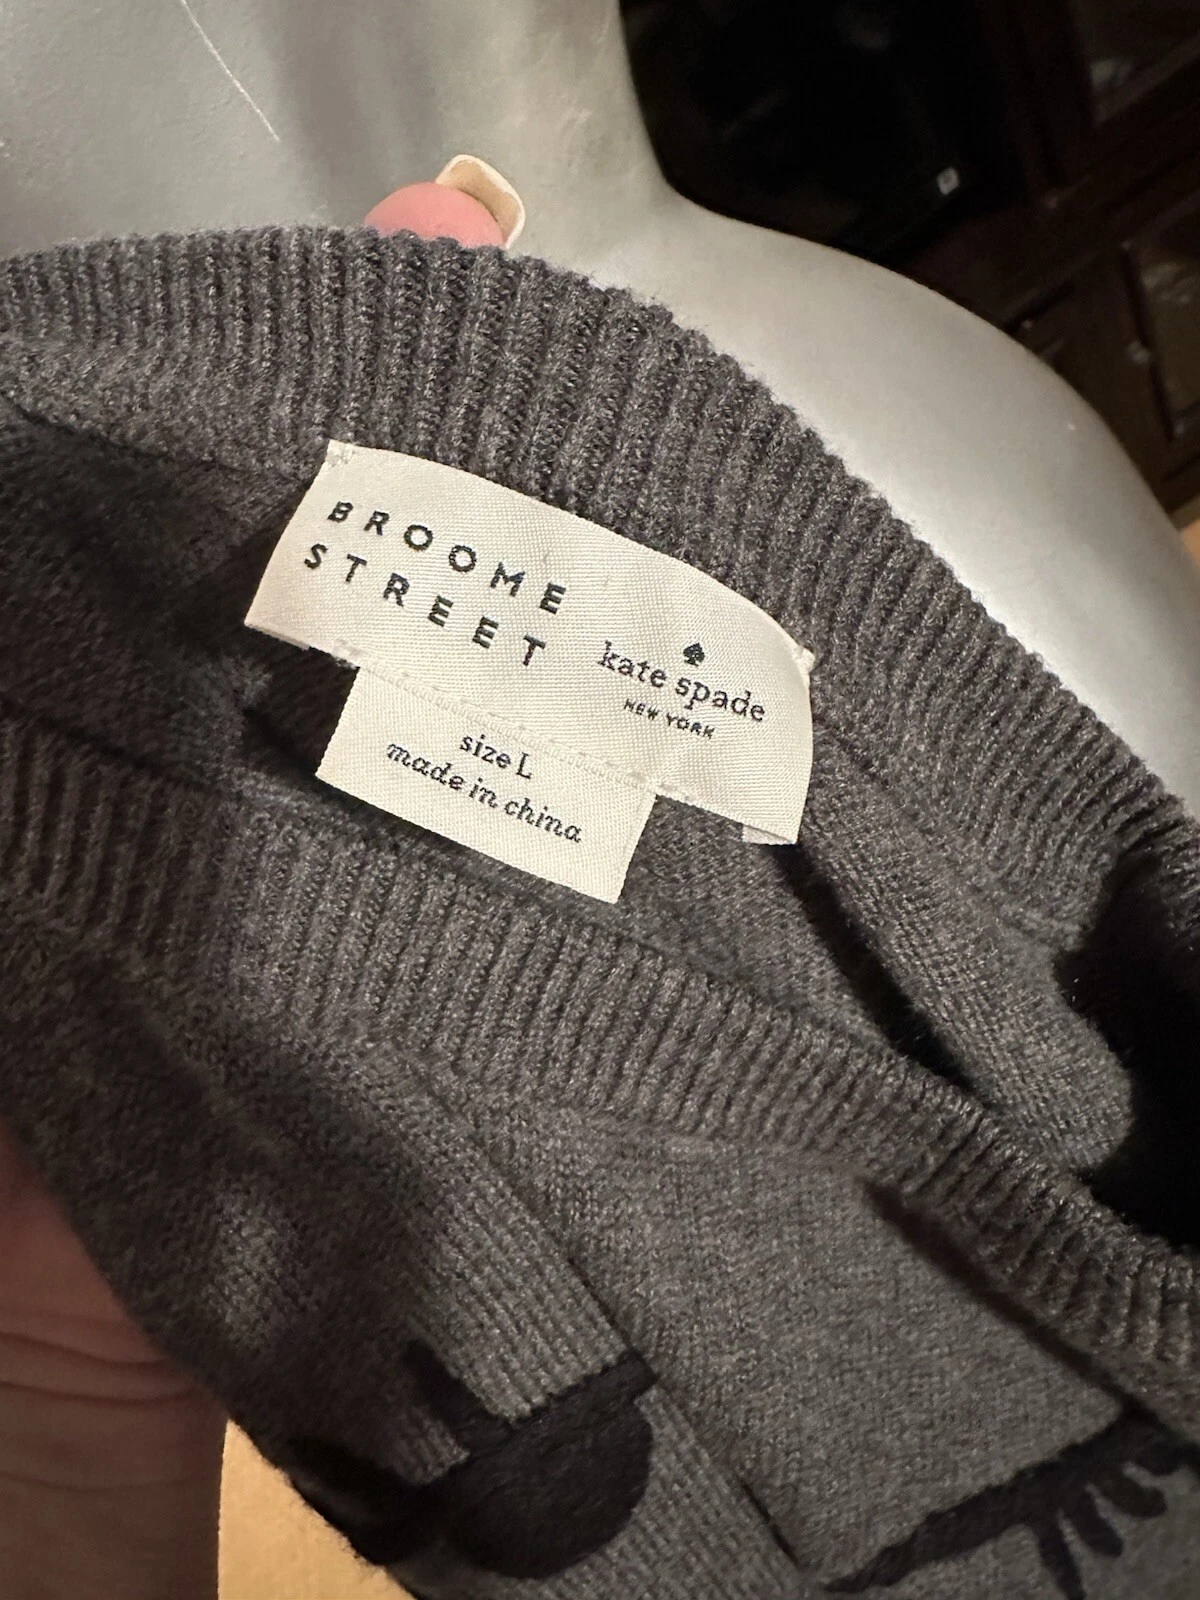 BROOME
STREET
kate spade
NEW YORK
size L
made in china